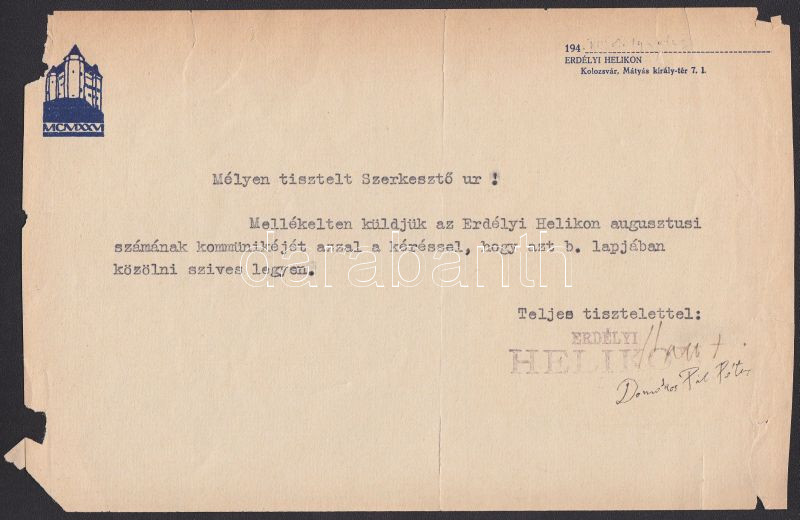 194
ERDÉLYI HELIKON
Kolozsvár, Mátyás király-tér 7. I.
MCMXXVI
Mélyen tisztelt Szerkesztő ur !
Mellékelten küldjük az Erdélyi Helikon augusztusi
számának kommünikéjét azzal a kéréssel, hogy azt b. lapjában
közölni szives legyen.
darabanth
Teljes tisztelettel:
ERDÉLYI
HELIKON
Domokos Pál Péter